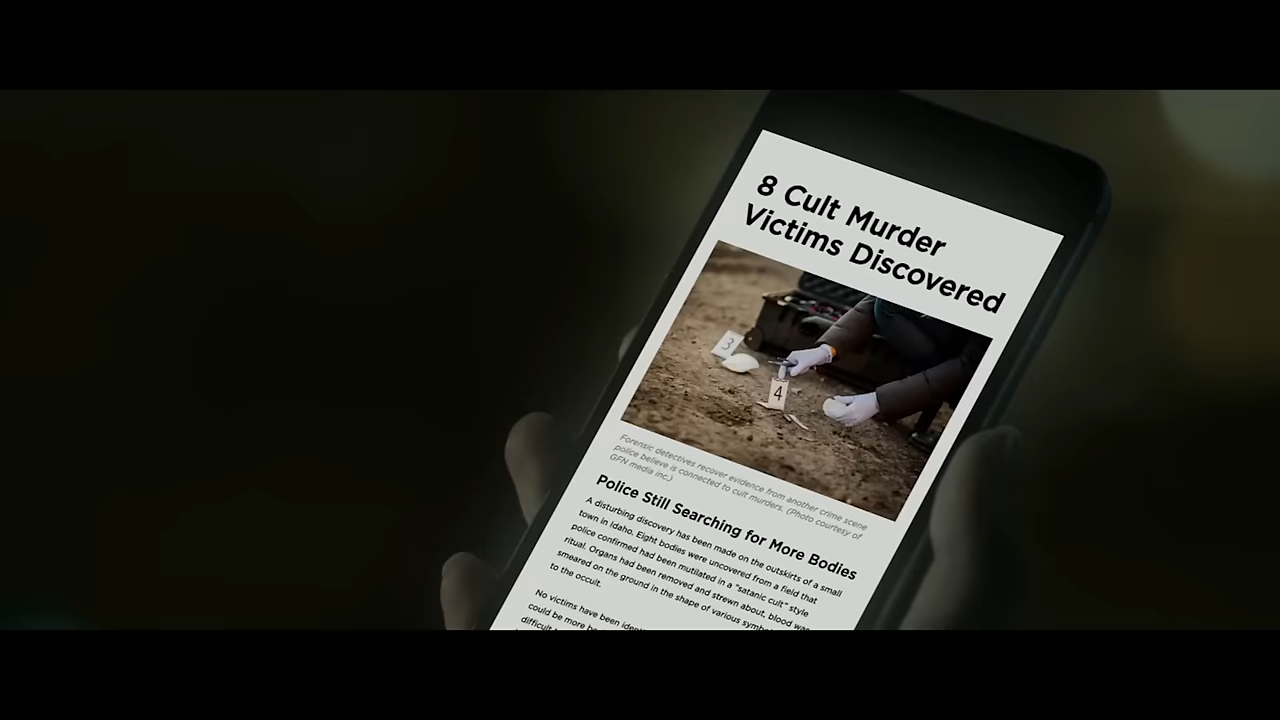 8 Cult Murder
Victims Discovered
3
4
Forensic detectives recover evidence from another crime scene
police believe is connected to cult murders. (Photo courtesy of
GFN media inc.)
Police Still Searching for More Bodies
A disturbing discovery has been made on the outskirts of a small
town in Idaho. Eight bodies were uncovered from a field that
police confirmed had been mutilated in a "satanic cult" style
ritual. Organs had been removed and strewn about, blood was
smeared on the ground in the shape of various
to the occult.
No victims have been
could be more
difficult